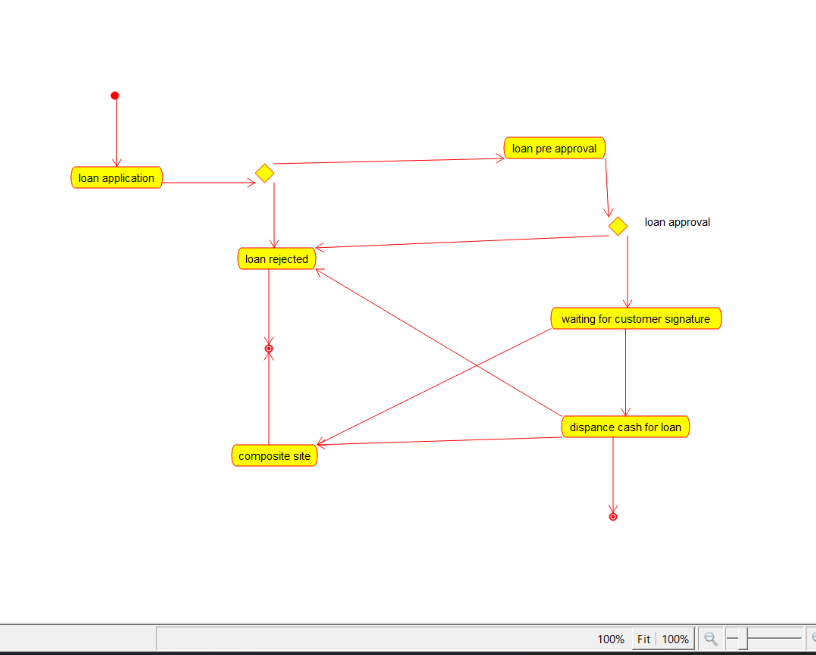 loan pre approval
loan application
loan approval
loan rejected
waiting for customer signature
dispance cash for loan
composite site
100%
Fit
100%